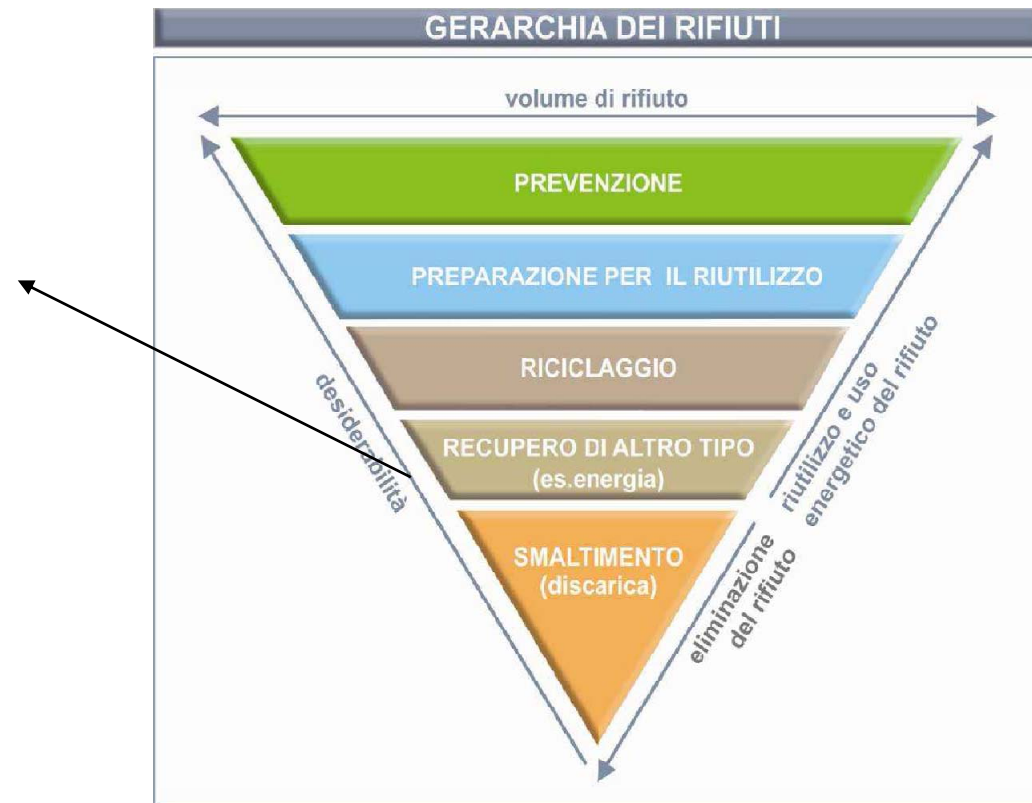 GERARCHIA DEI RIFIUTI
volume di rifiuto
PREVENZIONE
PREPARAZIONE PER IL RIUTILIZZO
RICICLAGGIO
RECUPERO DI ALTRO TIPO
(es.energia)
SMALTIMENTO
(discarica)
desiderabilità
riutilizzo e uso
energetico del rifiuto
eliminazione
del rifiuto